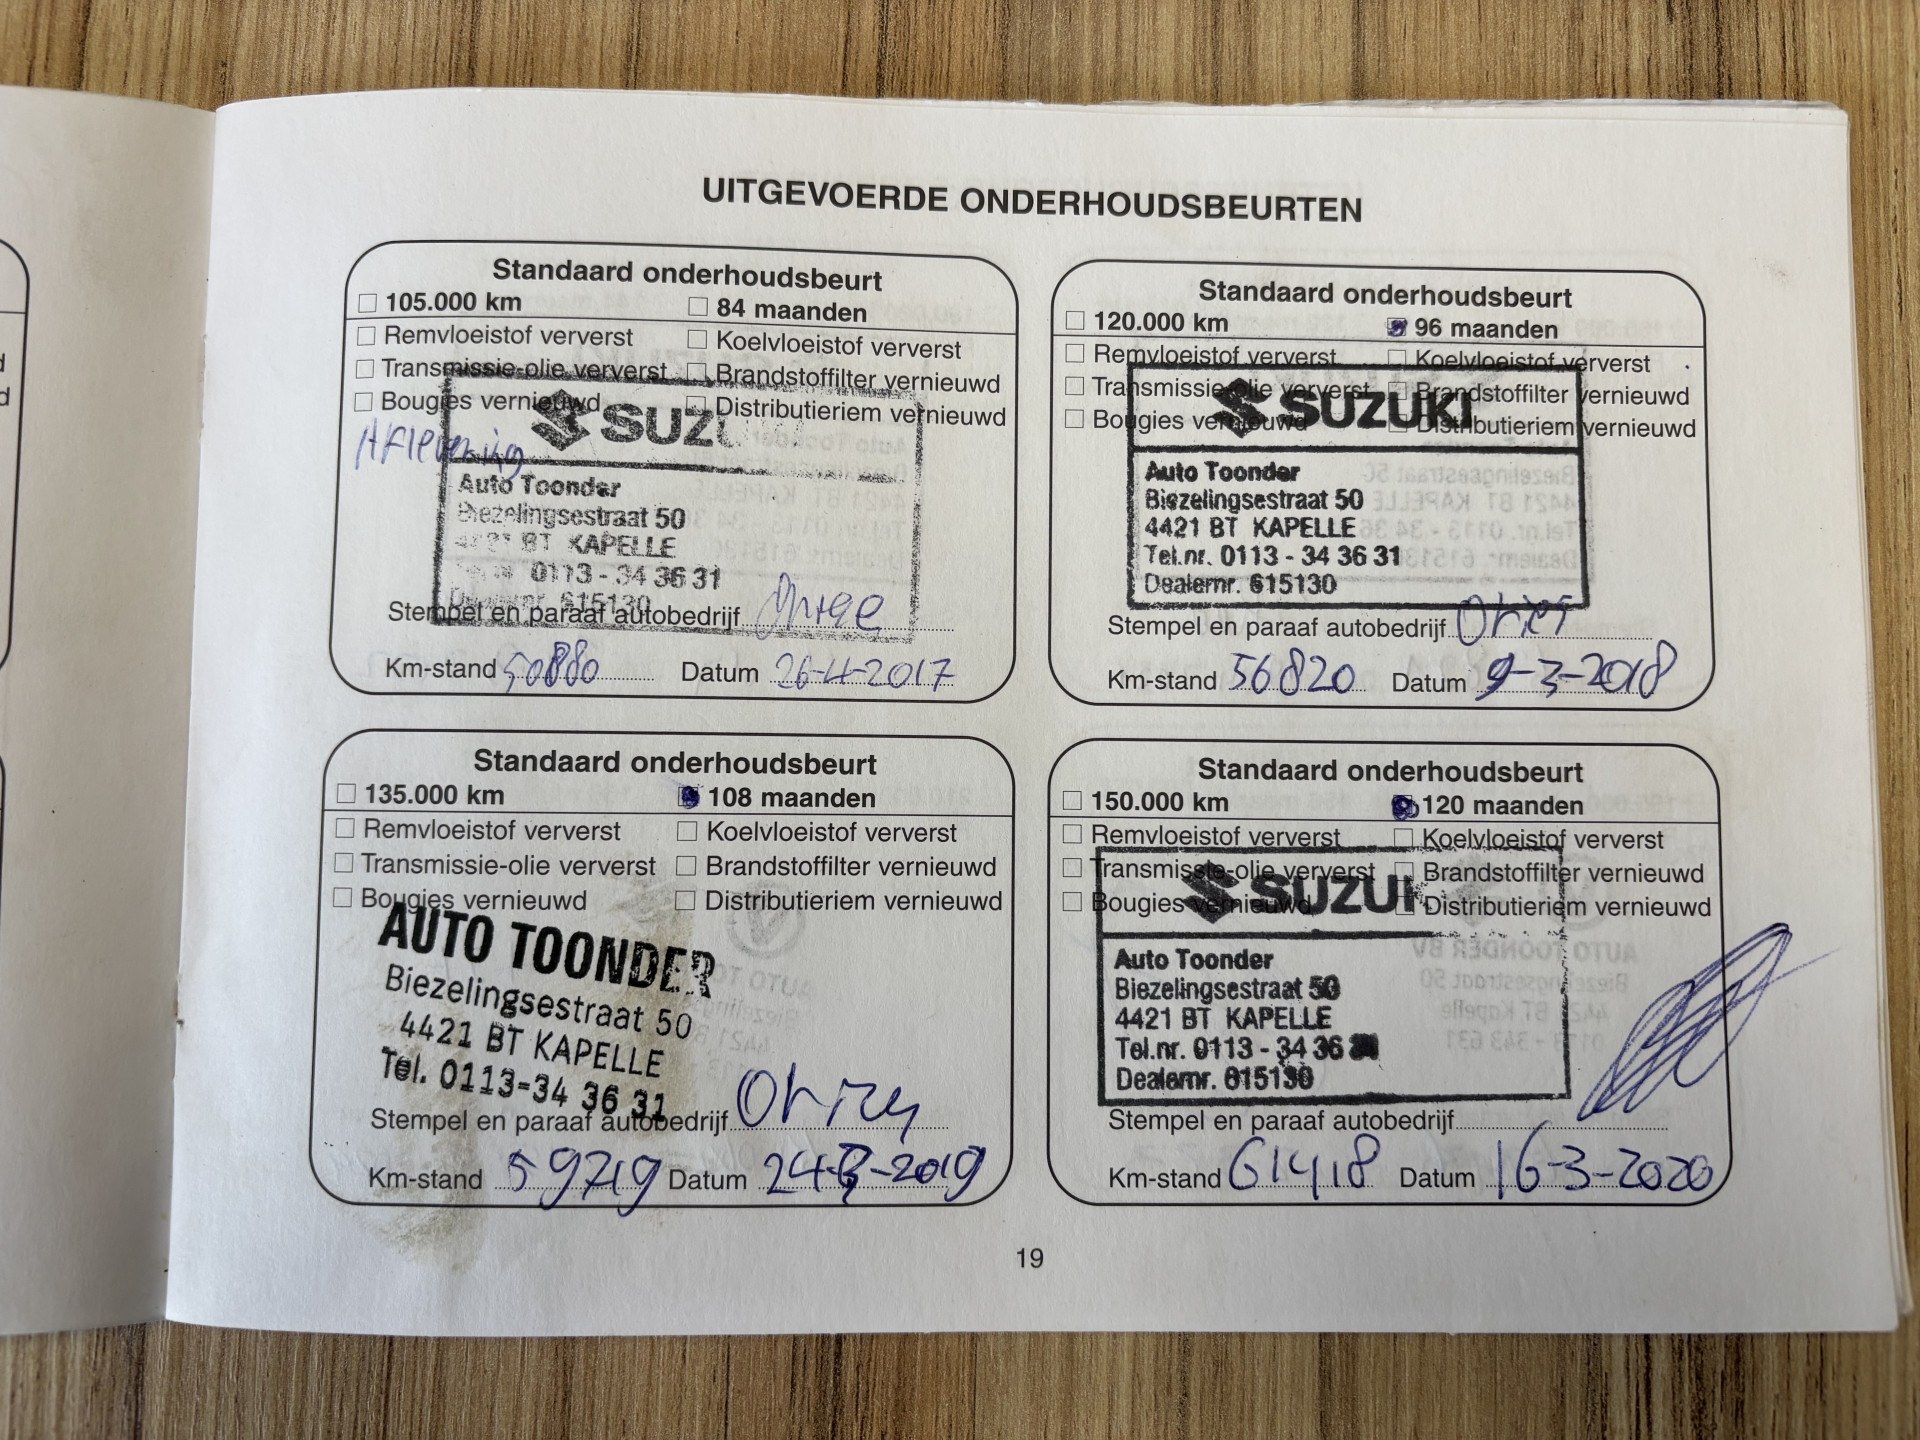 UITGEVOERDE ONDERHOUDSBEURTEN
Standaard onderhoudsbeurt
105.000 km 84 maanden
Remvloeistof ververst Koelvloeistof ververst
Transmissie-olie ververst Brandstoffilter vernieuwd
Bougies vernieuwd Distributieriem vernieuwd
Aflevering
SUZ
Auto Toonder
Biezelingsestraat 50
4421 BT KAPELLE
0113 - 34 36 31
Dealernr. 615130
Stempel en paraaf autobedrijf
Km-stand 50880 Datum 26-4-2017
Standaard onderhoudsbeurt
120.000 km 96 maanden
Remvloeistof ververst Koelvloeistof ververst
Transmissie-olie ververst Brandstoffilter vernieuwd
Bougies vernieuwd Distributieriem vernieuwd
SUZUKI
Auto Toonder
Biezelingsestraat 50
4421 BT KAPELLE
Tel.nr. 0113 - 34 36 31
Dealernr. 615130
Stempel en paraaf autobedrijf
Km-stand 56820 Datum 9-3-2018
Standaard onderhoudsbeurt
135.000 km 108 maanden
Remvloeistof ververst Koelvloeistof ververst
Transmissie-olie ververst Brandstoffilter vernieuwd
Bougies vernieuwd Distributieriem vernieuwd
AUTO TOONDER
Biezelingsestraat 50
4421 BT KAPELLE
Tel. 0113-34 36 31
Stempel en paraaf autobedrijf
Km-stand 59719 Datum
Standaard onderhoudsbeurt
150.000 km 120 maanden
Remvloeistof ververst Koelvloeistof ververst
Transmissie-olie ververst Brandstoffilter vernieuwd
Bougies vernieuwd Distributieriem vernieuwd
SUZUKI
Auto Toonder
Biezelingsestraat 50
4421 BT KAPELLE
Tel.nr. 0113 - 34 36
Dealernr. 615130
Stempel en paraaf autobedrijf
Km-stand 61418 Datum 16-3-2020
19